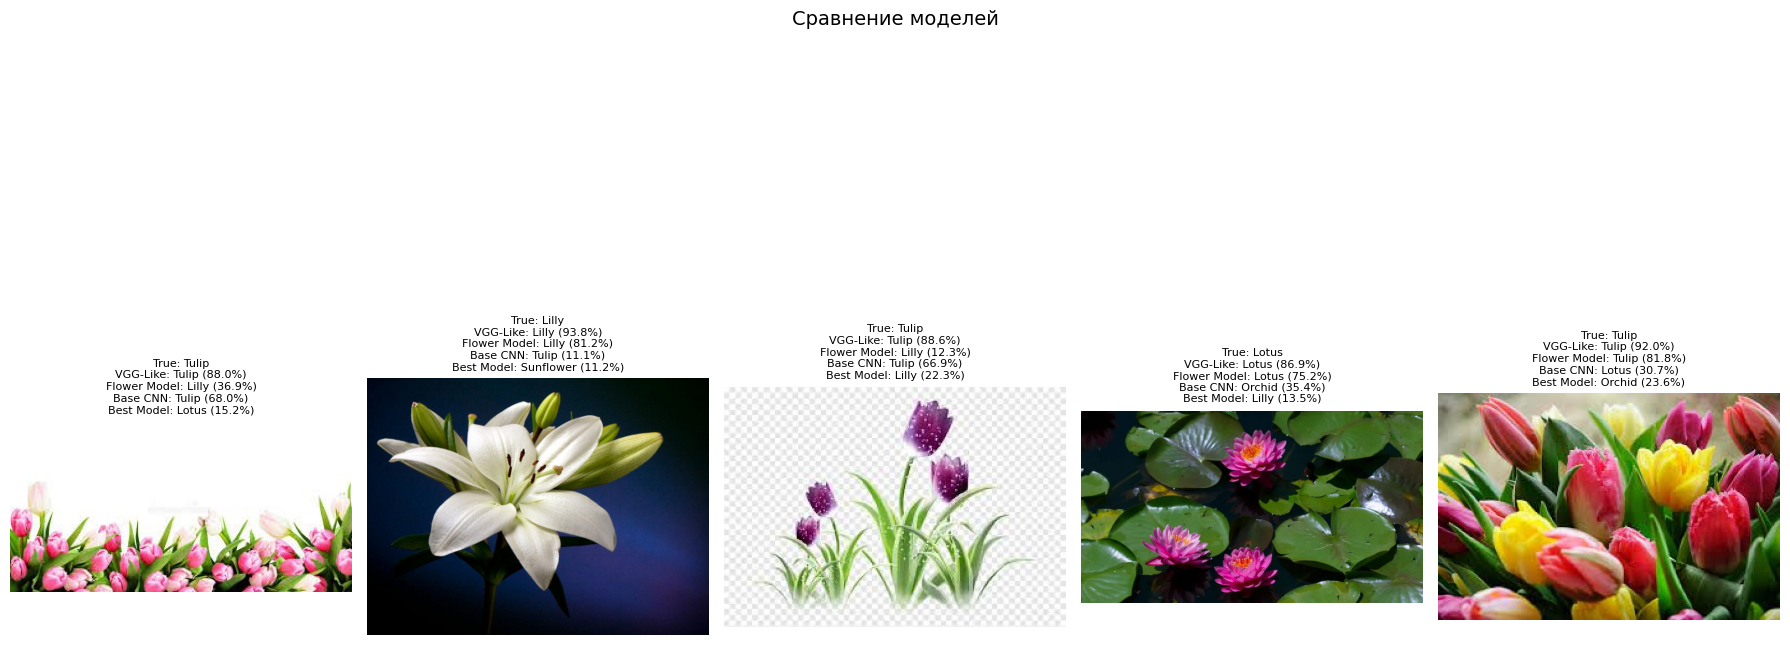 Сравнение моделей
True: Tulip
VGG-Like: Tulip (88.0%)
Flower Model: Lilly (36.9%)
Base CNN: Tulip (68.0%)
Best Model: Lotus (15.2%)
True: Lilly
VGG-Like: Lilly (93.8%)
Flower Model: Lilly (81.2%)
Base CNN: Tulip (11.1%)
Best Model: Sunflower (11.2%)
True: Tulip
VGG-Like: Tulip (88.6%)
Flower Model: Lilly (12.3%)
Base CNN: Tulip (66.9%)
Best Model: Lilly (22.3%)
True: Lotus
VGG-Like: Lotus (86.9%)
Flower Model: Lotus (75.2%)
Base CNN: Orchid (35.4%)
Best Model: Lilly (13.5%)
True: Tulip
VGG-Like: Tulip (92.0%)
Flower Model: Tulip (81.8%)
Base CNN: Lotus (30.7%)
Best Model: Orchid (23.6%)